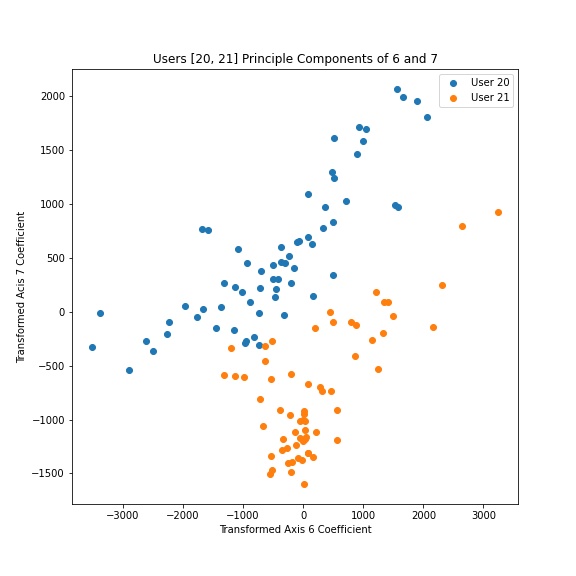 Users [20, 21] Principle Components of 6 and 7
User 20
User 21
Transformed Acis 7 Coefficient
2000
1500
1000
500
0
−500
−1000
−1500
−3000 −2000 −1000 0 1000 2000 3000
Transformed Axis 6 Coefficient